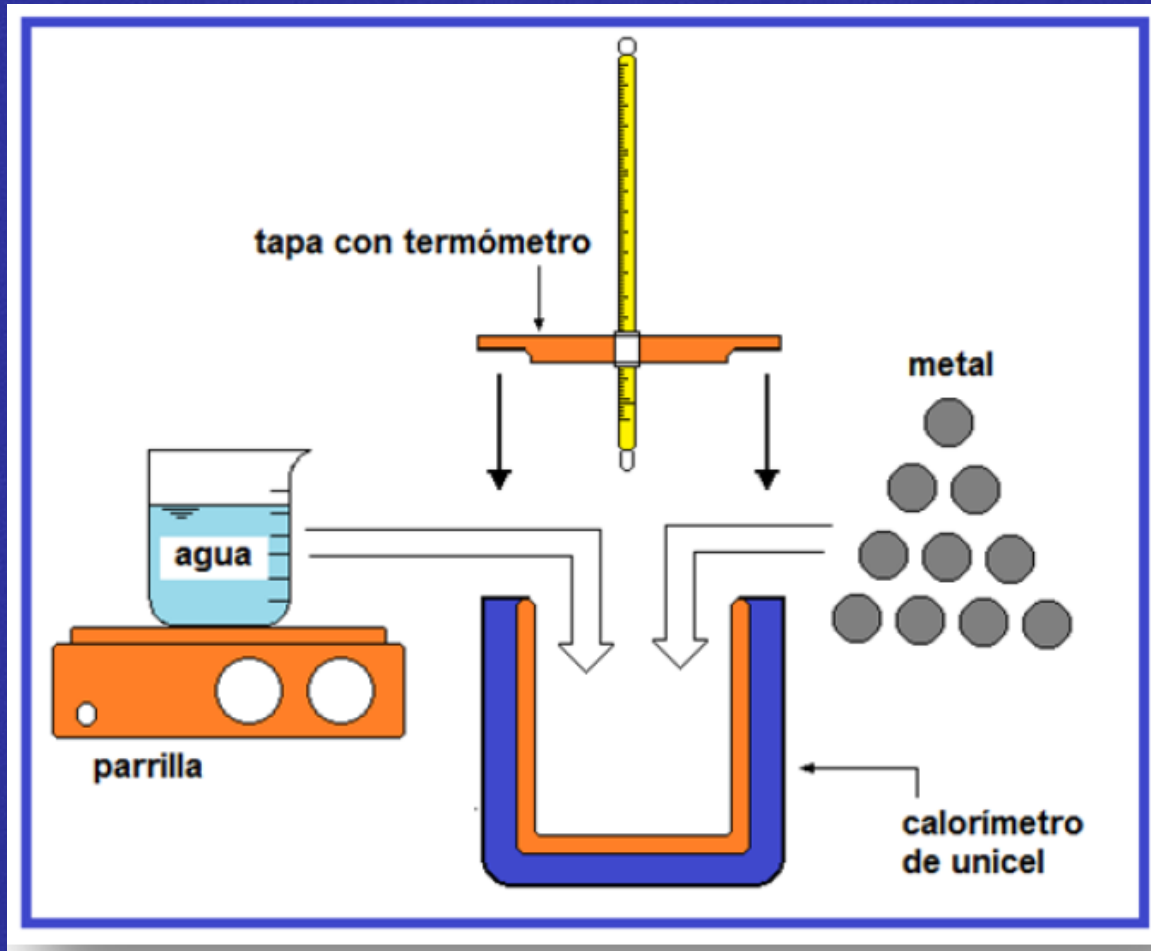 tapa con termómetro
metal
agua
parrilla
calorímetro
de unicel